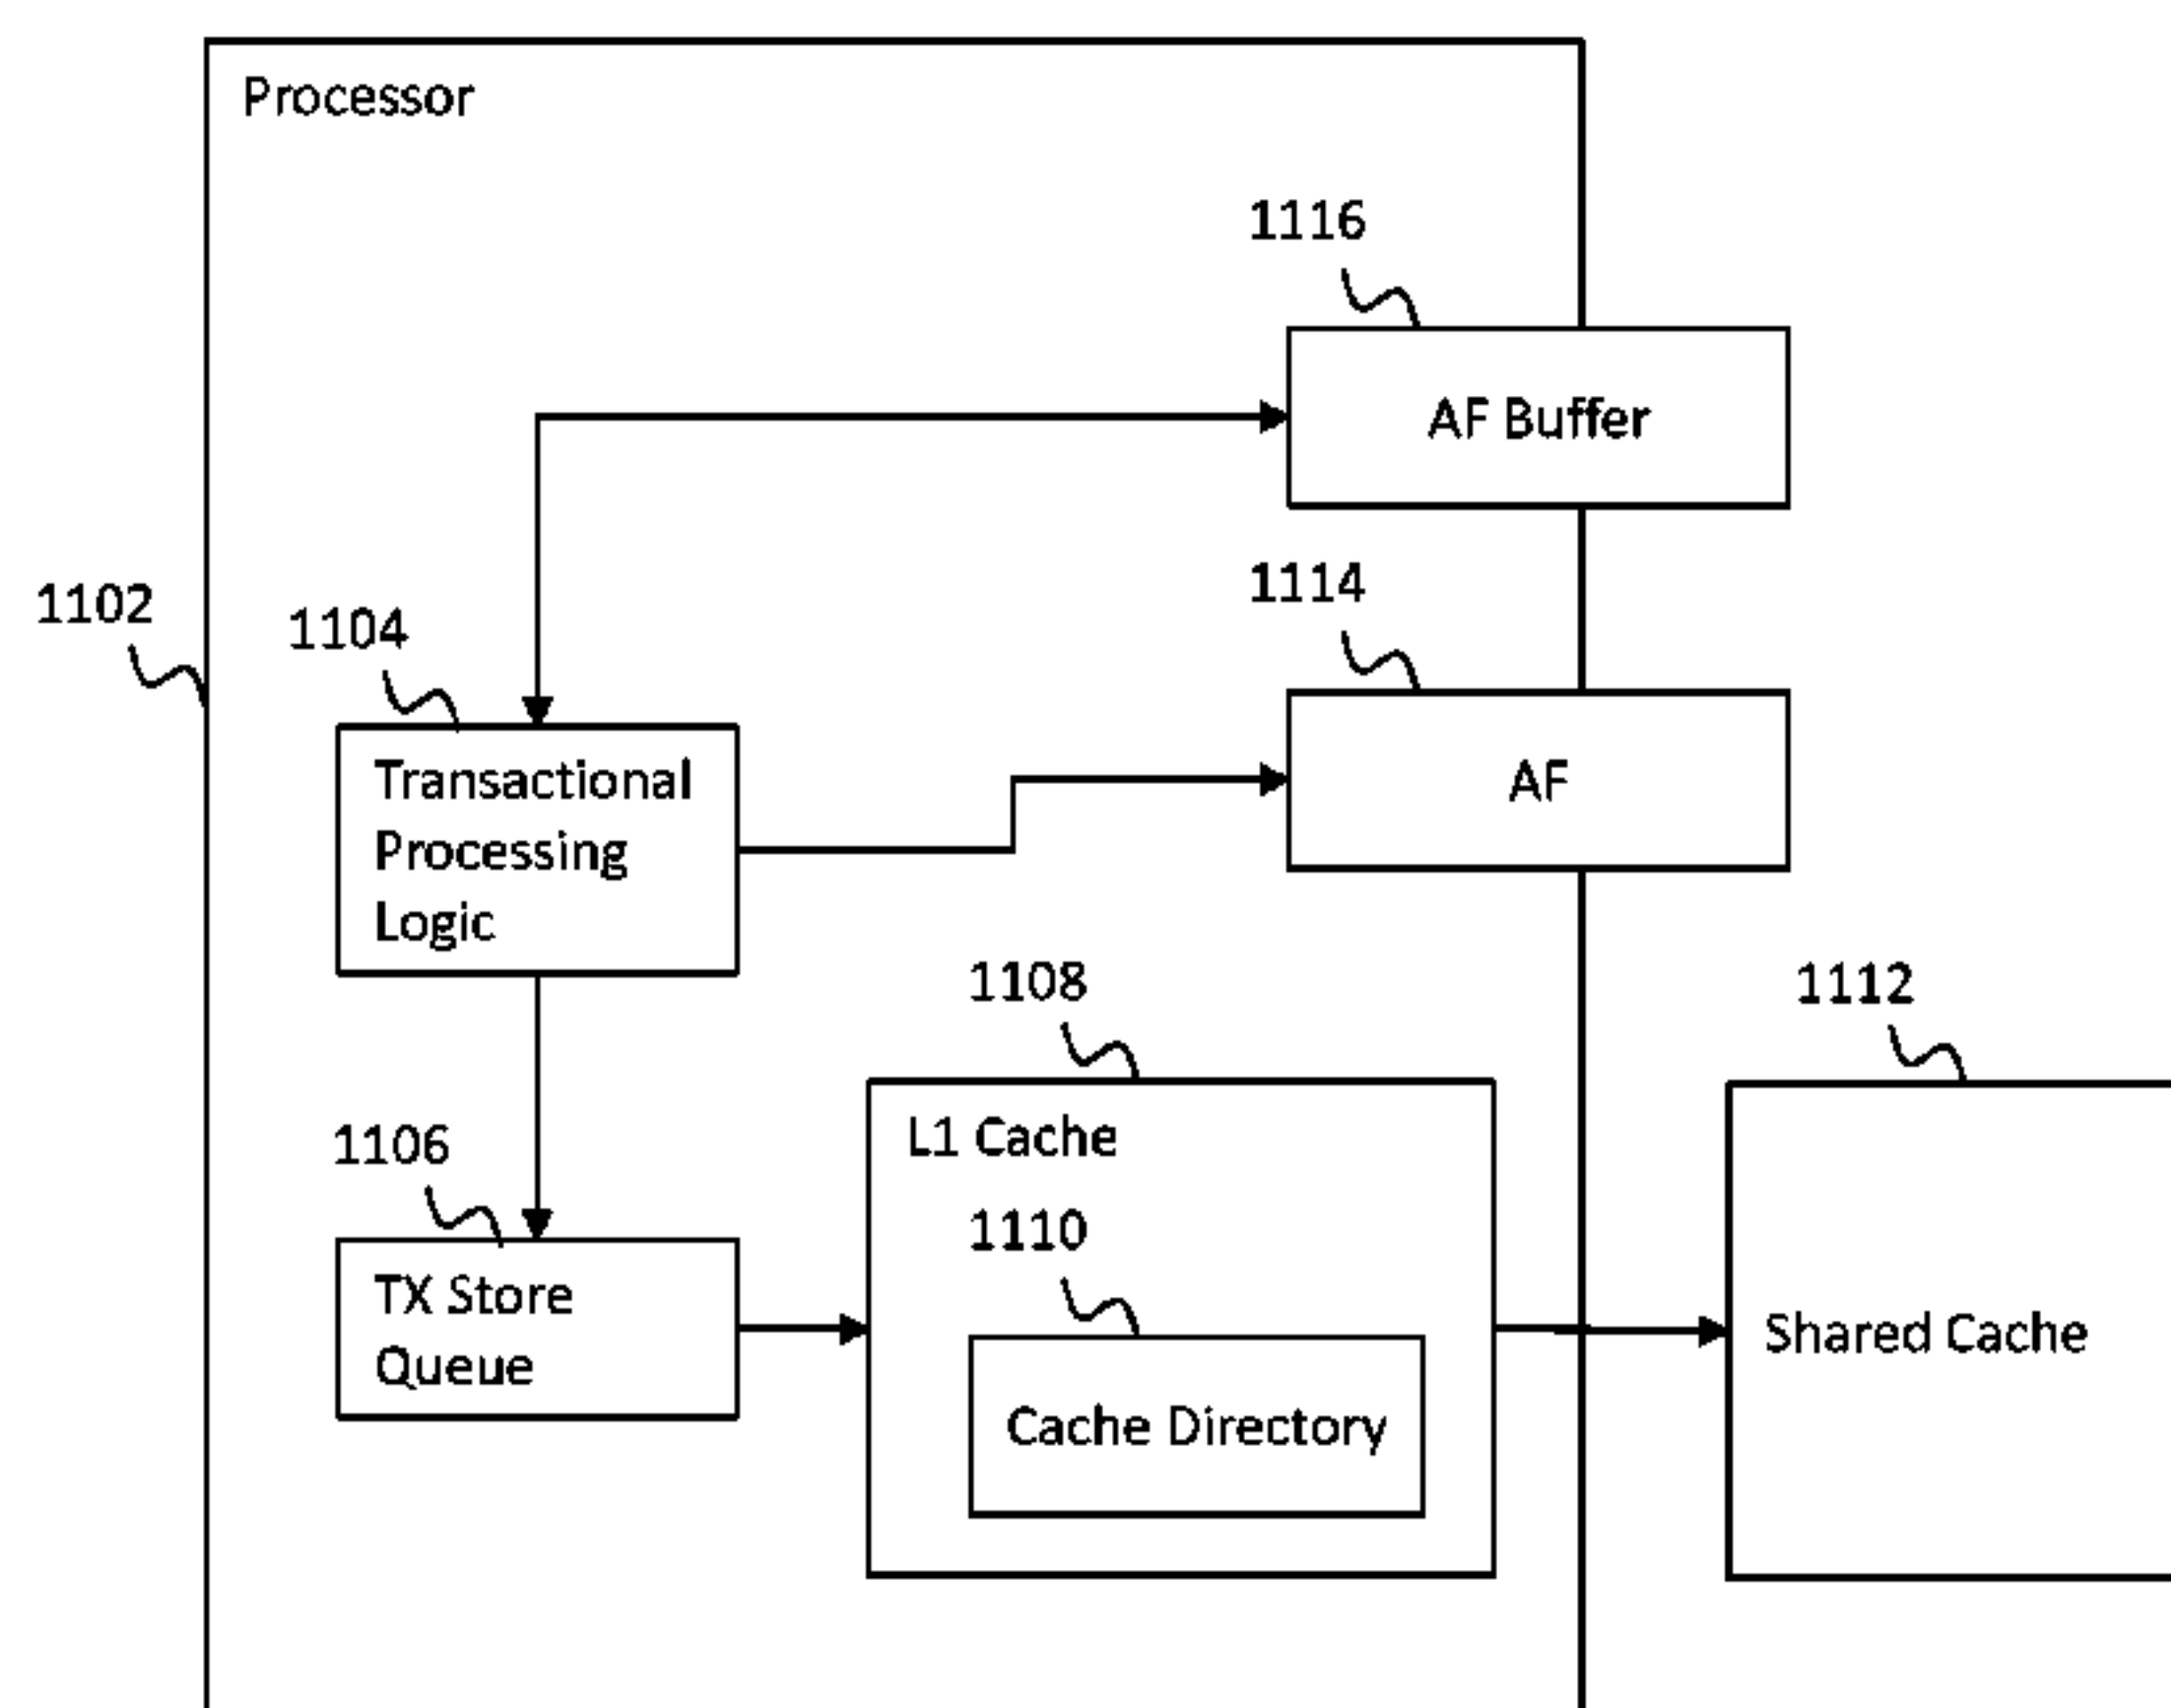 Processor
1116
AF Buffer
1102
1104
1114
Transactional
Processing
Logic
AF
1108
1112
1106
L1 Cache
1110
TX Store
Queue
Shared Cache
Cache Directory